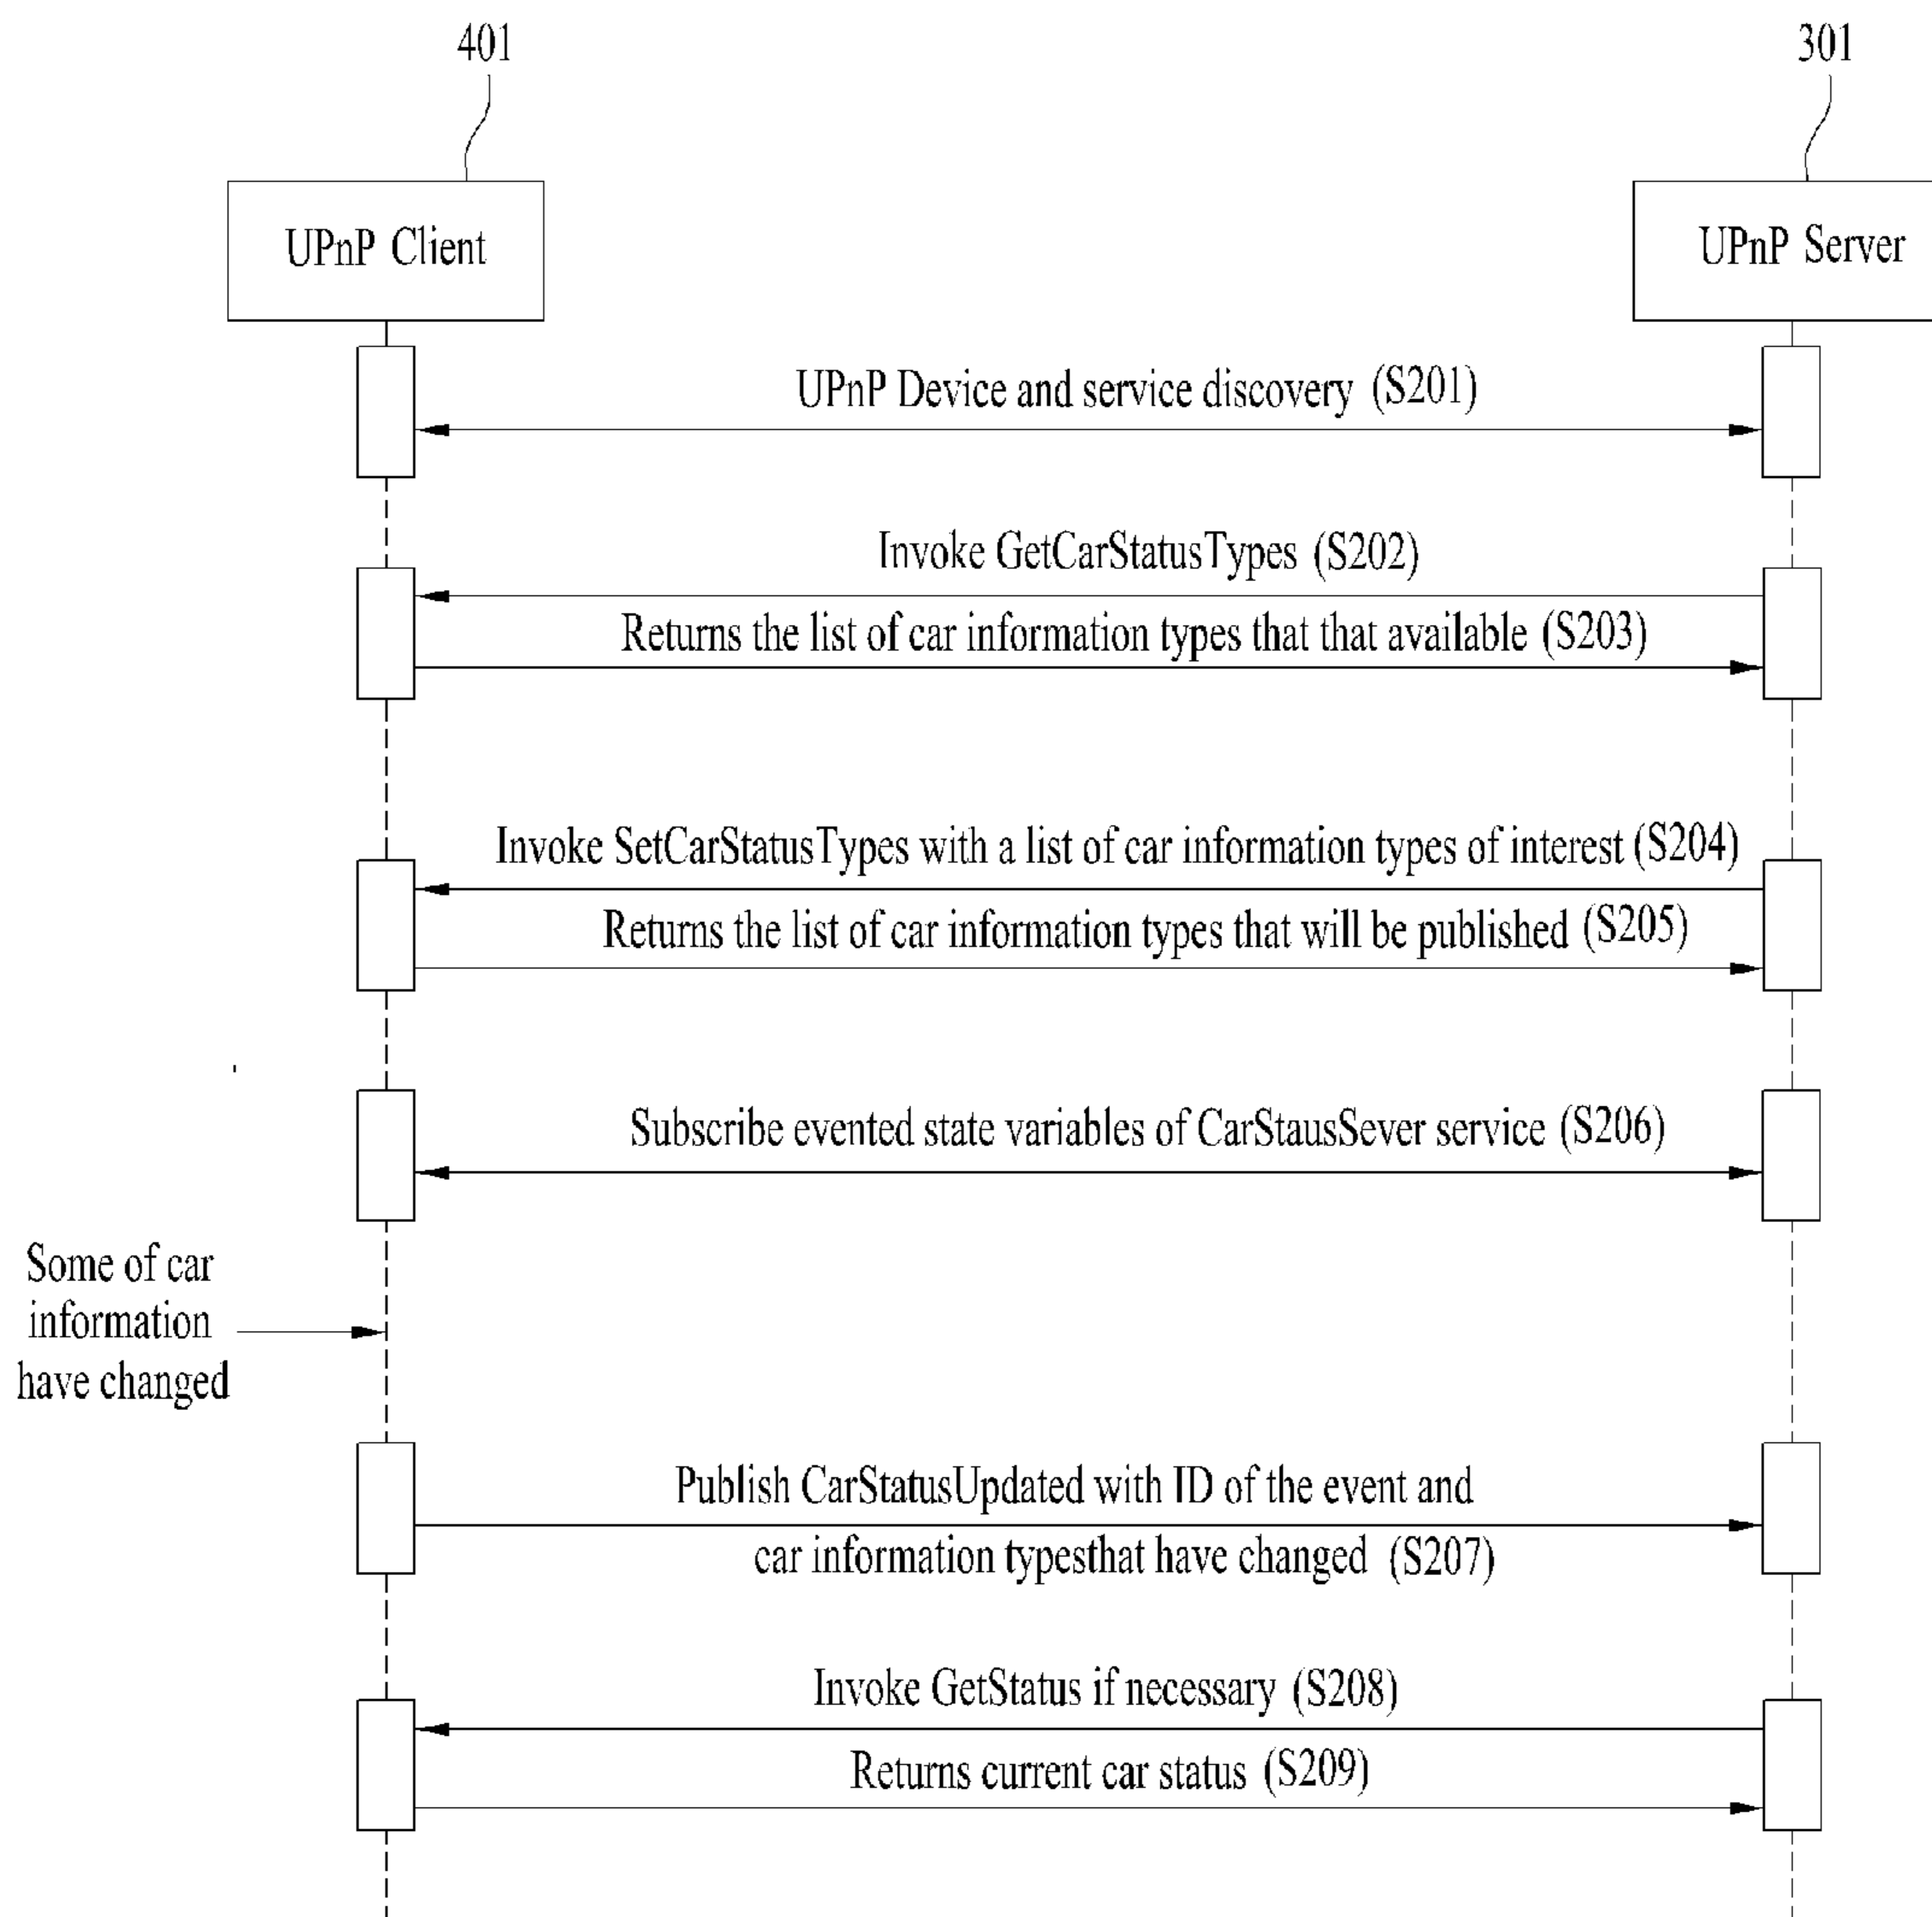 401
301
UPnP Client
UPnP Server
UPnP Device and service discovery (S201)
Invoke GetCarStatusTypes (S202)
Returns the list of car information types that that available (S203)
Invoke SetCarStatusTypes with a list of car information types of interest (S204)
Returns the list of car information types that will be published (S205)
Subscribe evented state variables of CarStausSever service (S206)
Some of car
information
have changed
Publish CarStatusUpdated with ID of the event and
car information typesthat have changed (S207)
Invoke GetStatus if necessary (S208)
Returns current car status (S209)